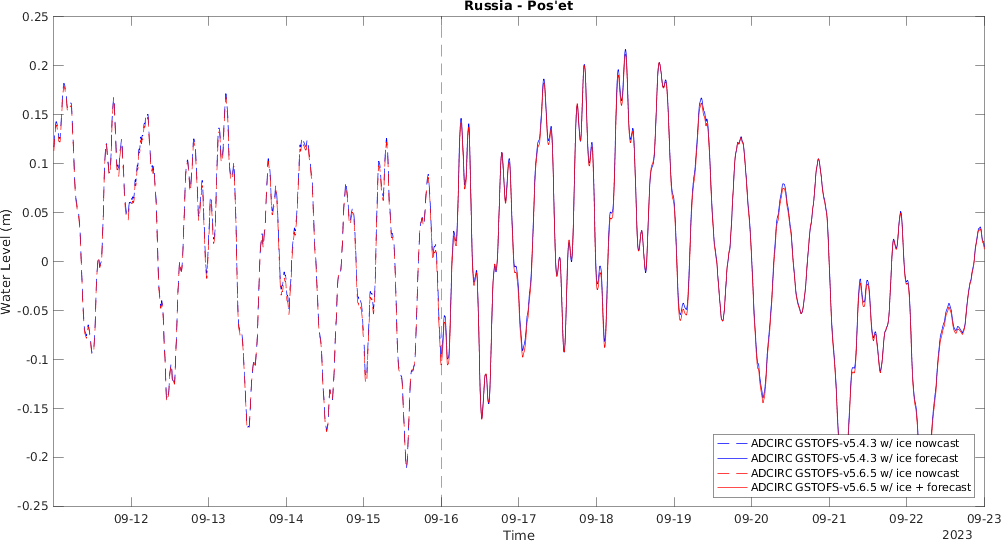 Russia - Pos'et
0.25
0.2
0.15
0.1
0.05
0
-0.05
-0.1
-0.15
-0.2
-0.25
Water Level (m)
ADCIRC GSTOFS-v5.4.3 w/ ice nowcast
ADCIRC GSTOFS-v5.4.3 w/ ice forecast
ADCIRC GSTOFS-v5.6.5 w/ ice nowcast
ADCIRC GSTOFS-v5.6.5 w/ ice + forecast
09-12 09-13 09-14 09-15 09-16 09-17 09-18 09-19 09-20 09-21 09-22 09-23
Time
2023